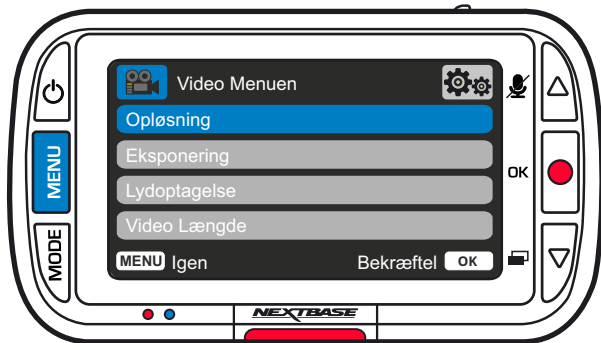 Video Menuen
Opløsning
Eksponering
Lydoptagelse
Video Længde
MENU Igen
Bekræftel OK
MENU
MODE
OK
NEXTBASE